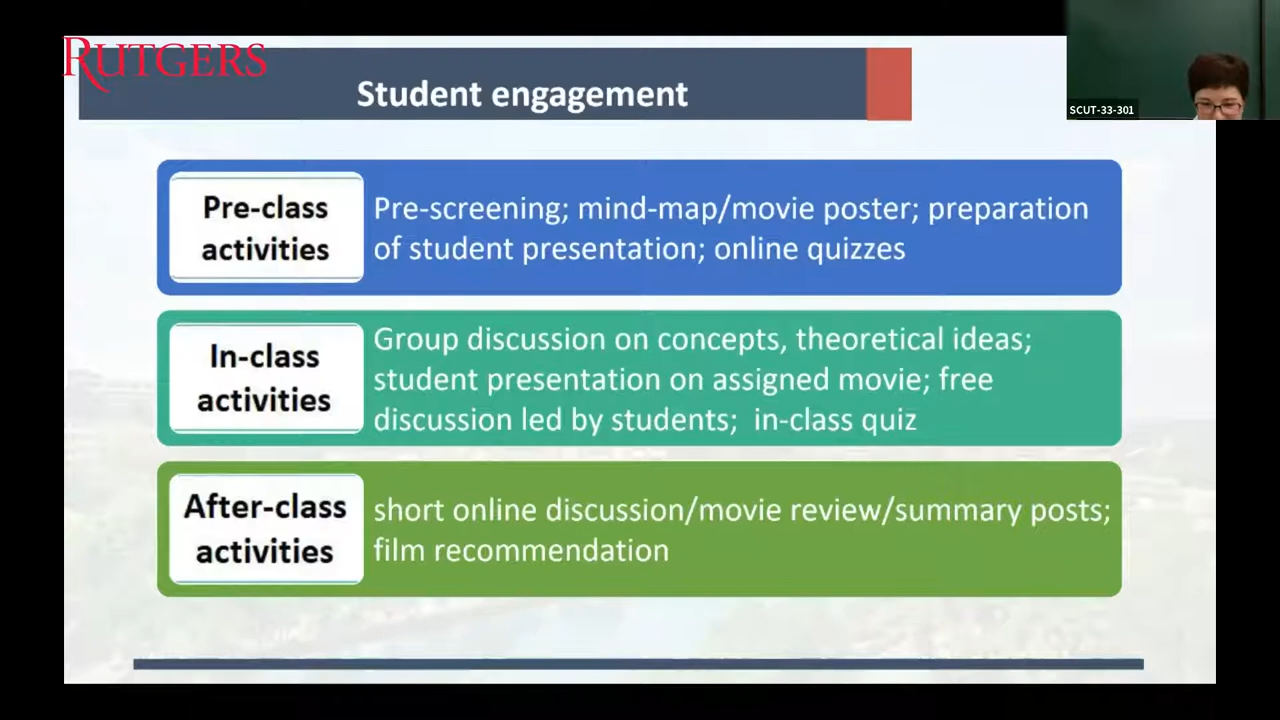 RUTGERS
Student engagement
SCUT-33-301
Pre-class
activities
Pre-screening; mind-map/movie poster; preparation
of student presentation; online quizzes
In-class
activities
Group discussion on concepts, theoretical ideas;
student presentation on assigned movie; free
discussion led by students;  in-class quiz
After-class
activities
short online discussion/movie review/summary posts;
film recommendation